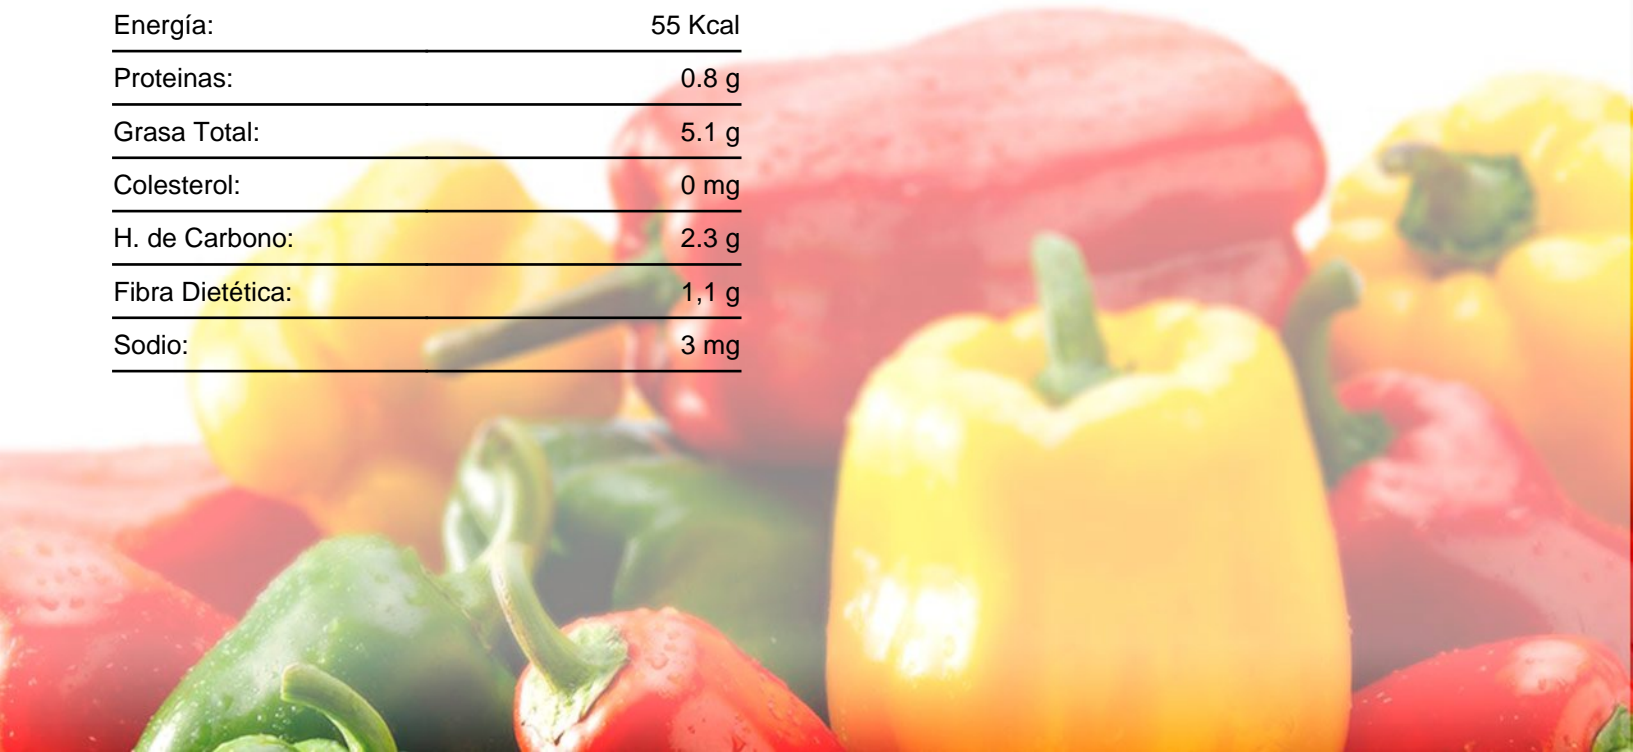 Energía: 55 Kcal
Proteinas: 0.8 g
Grasa Total: 5.1 g
Colesterol: 0 mg
H. de Carbono: 2.3 g
Fibra Dietética: 1,1 g
Sodio: 3 mg